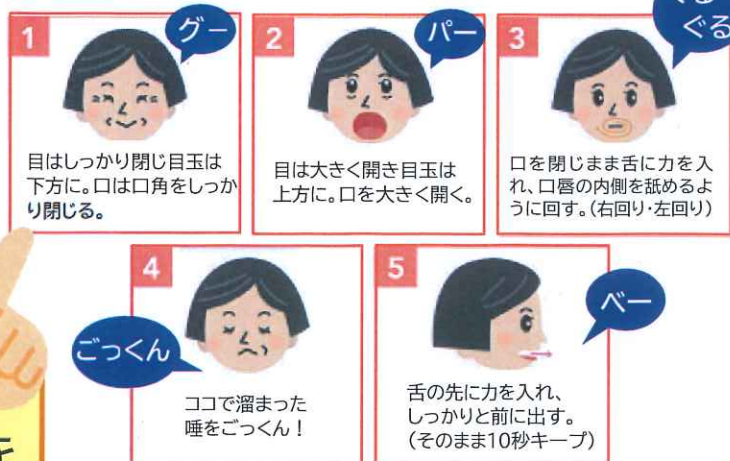 1
グー
目はしっかり閉じ目玉は
下方に。口は口角をしっか
り閉じる。
2
パー
目は大きく開き目玉は
上方に。口を大きく開く。
3
ぐる
口を閉じまま舌に力を入
れ、口唇の内側を舐めるよ
うに回す。(右回り・左回り)
4
ごっくん
ココで溜まった
唾をごっくん！
5
べー
舌の先に力を入れ、
しっかりと前に出す。
(そのまま10秒キープ)